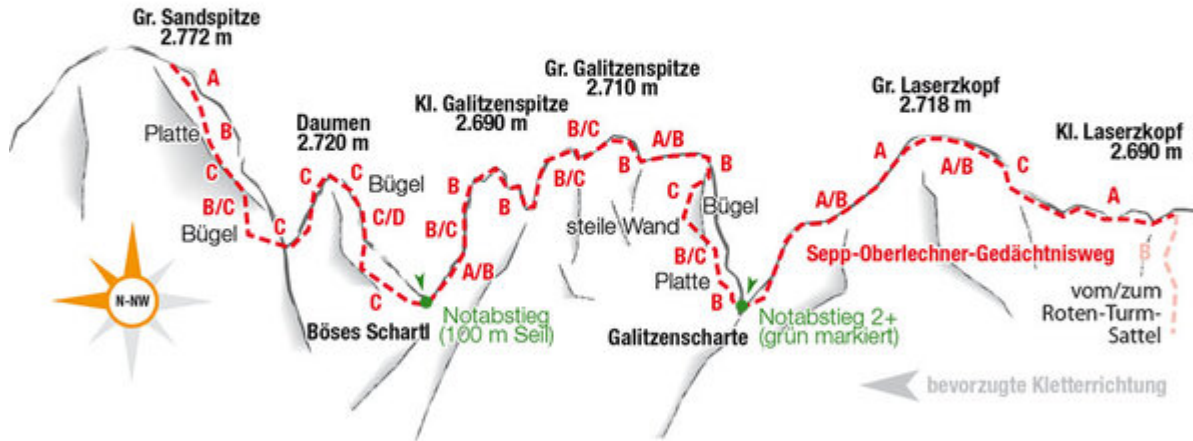 Gr. Sandspitze
2.772 m
A
B
Platte
C
B/C
Bügel
C
Daumen
2.720 m
C
C
Bügel
C/D
C
C
Böses Schartl
Notabstieg
(100 m Seil)
Kl. Galitzenspitze
2.690 m
B
B
B/C
A/B
Gr. Galitzenspitze
2.710 m
B/C
B/C
B
A/B
B
C
Bügel
steile Wand
B/C
Platte
B
Galitzenscharte
Notabstieg 2+
(grün markiert)
Gr. Laserzkopf
2.718 m
A
A/B
A/B
C
Kl. Laserzkopf
2.690 m
A
B
Sepp-Oberlechner-Gedächtnisweg
vom/zum
Roten-Turm-
Sattel
N-NW
bevorzugte Kletterrichtung